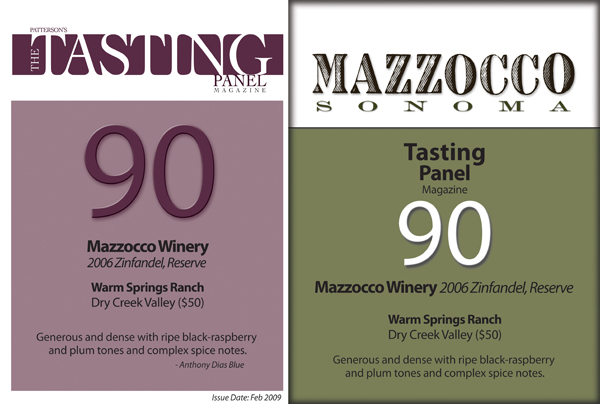 PATTERSON'S
THE TASTING
PANEL
MAGAZINE
90
Mazzocco Winery
2006 Zinfandel, Reserve
Warm Springs Ranch
Dry Creek Valley ($50)
Generous and dense with ripe black-raspberry
and plum tones and complex spice notes.
- Anthony Dias Blue
Issue Date: Feb 2009
MAZZOCCO
SONOMA
Tasting
Panel
Magazine
90
Mazzocco Winery 2006 Zinfandel, Reserve
Warm Springs Ranch
Dry Creek Valley ($50)
Generous and dense with ripe black-raspberry
and plum tones and complex spice notes.